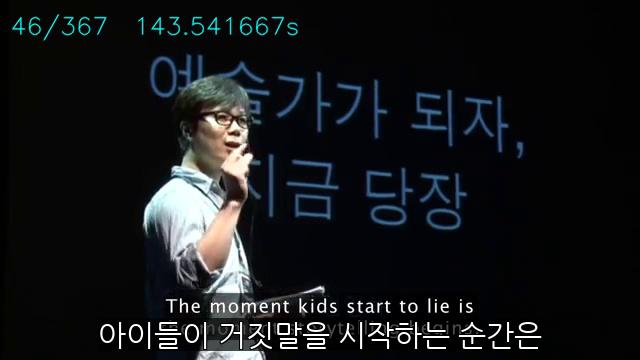 46/367 143.541667s
예술가가 되자,
지금 당장
The moment kids start to lie is
아이들이 거짓말을 시작하는 순간은